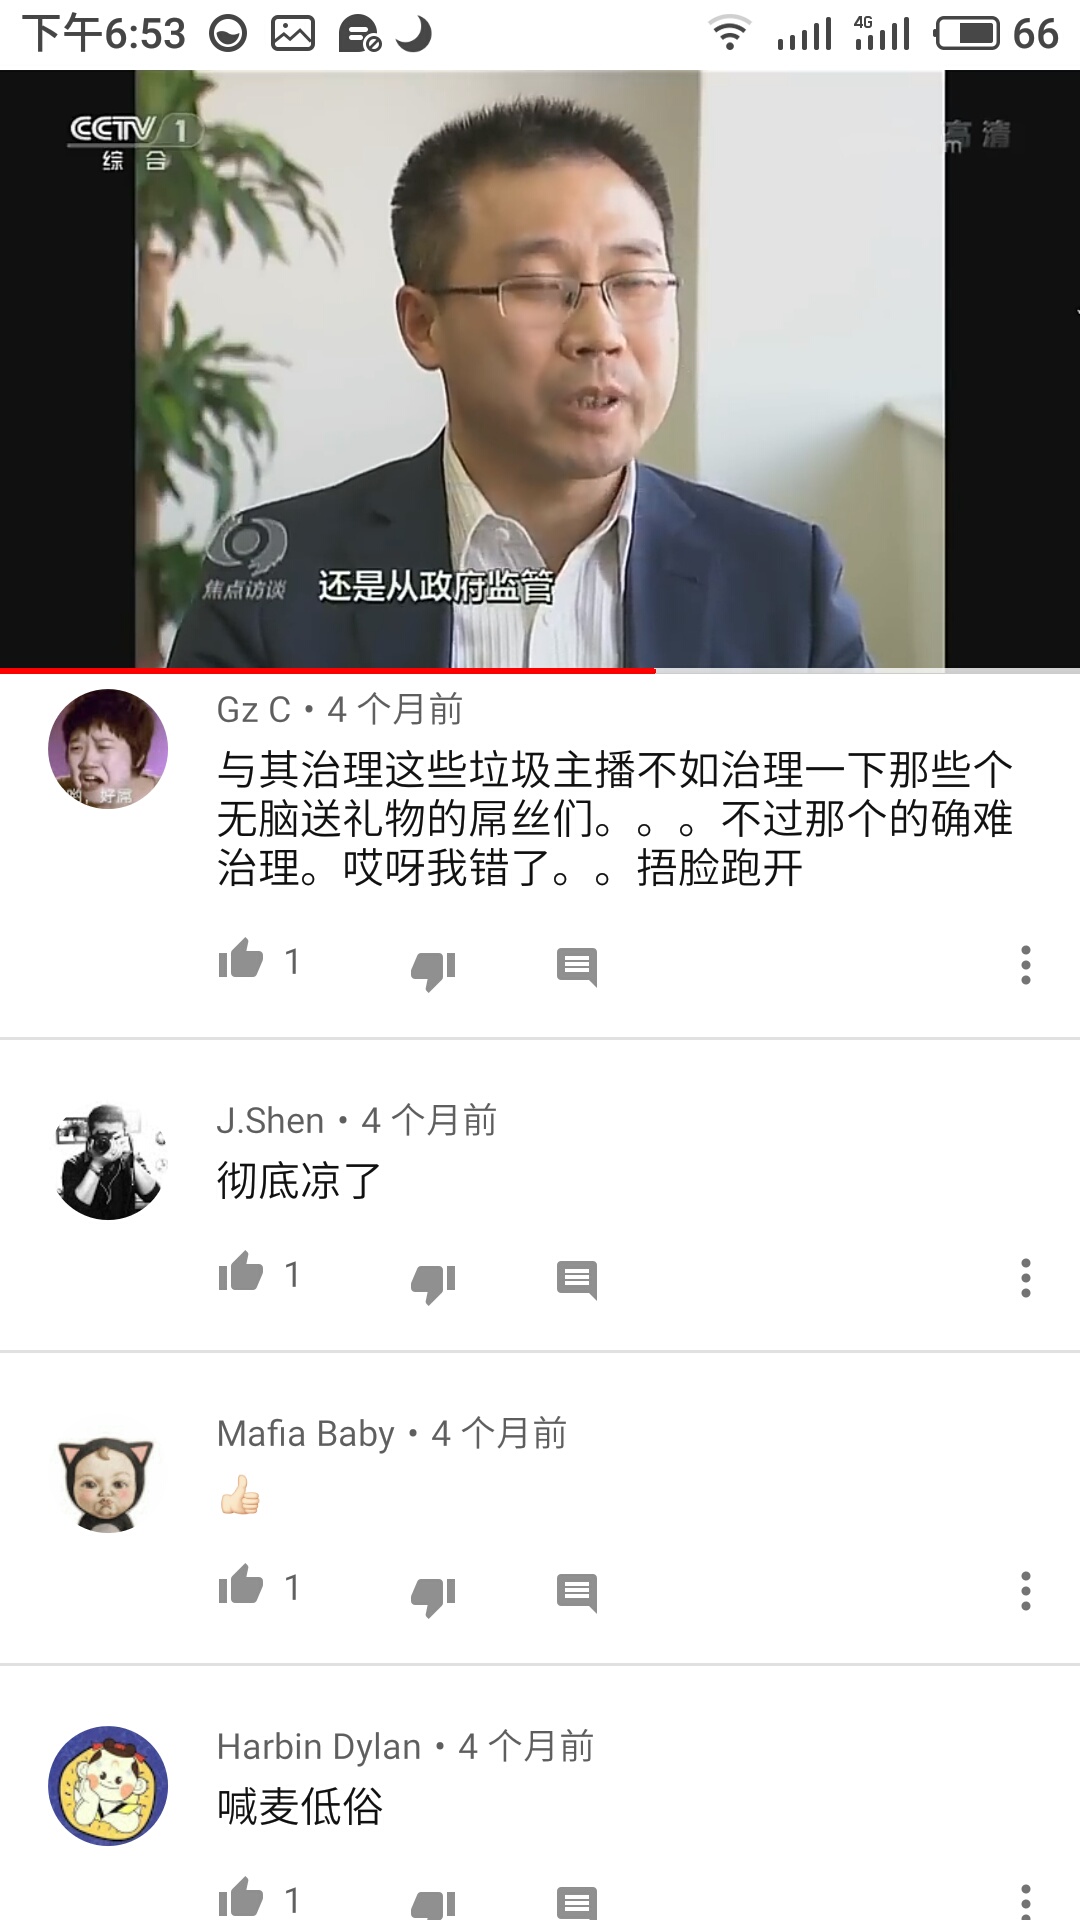 下午6:53
4G
66
CCTV 1
综合
高清
m
焦点访谈
还是从政府监管
Gz C • 4 个月前
与其治理这些垃圾主播不如治理一下那些个
无脑送礼物的屌丝们。。。不过那个的确难
治理。哎呀我错了。。捂脸跑开
1
J.Shen • 4 个月前
彻底凉了
1
Mafia Baby • 4 个月前
👍🏻
1
Harbin Dylan • 4 个月前
喊麦低俗
1